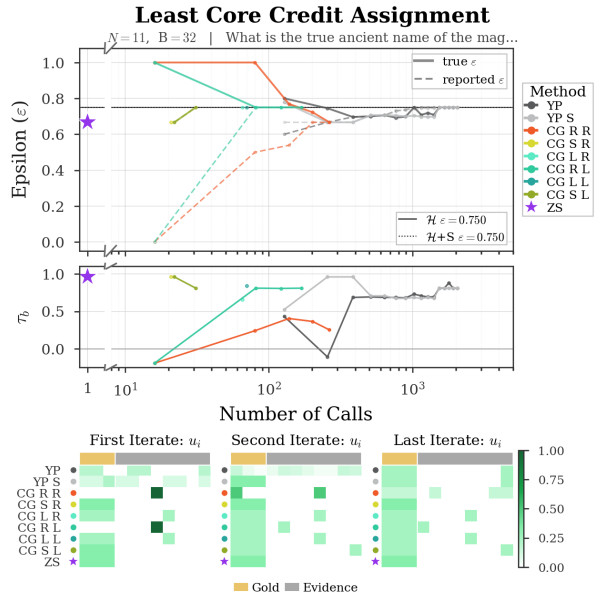 Least Core Credit Assignment
N = 11, B = 32 | What is the true ancient name of the mag...
Epsilon (ε)
1.0
0.8
0.6
0.4
0.2
0.0
true ε
reported ε
ℋ ε = 0.750
ℋ+S ε = 0.750
Method
YP
YP S
CG R R
CG S R
CG L R
CG R L
CG L L
CG S L
ZS
τ_b
1.0
0.5
0.0
1
10¹
10²
10³
Number of Calls
First Iterate: u_i
Second Iterate: u_i
Last Iterate: u_i
YP
YP S
CG R R
CG S R
CG L R
CG R L
CG L L
CG S L
ZS
1.00
0.75
0.50
0.25
0.00
Gold
Evidence